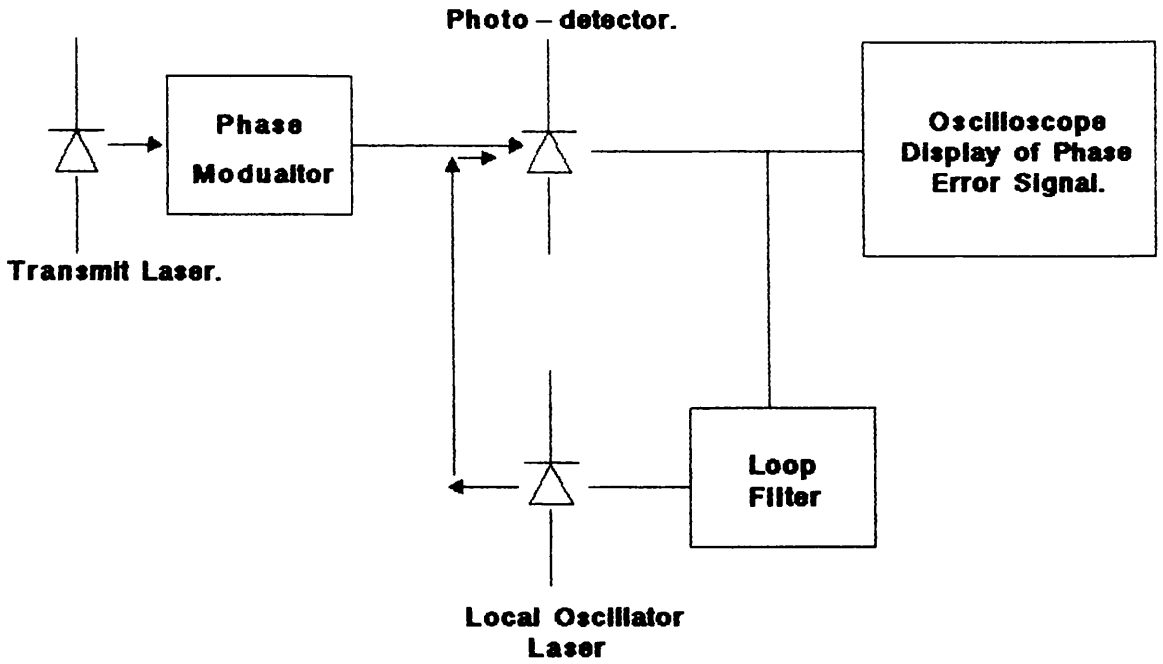 Photo - detector.
Phase
Modualtor
Oscilloscope
Display of Phase
Error Signal.
Transmit Laser.
Loop
Filter
Local Oscillator
Laser